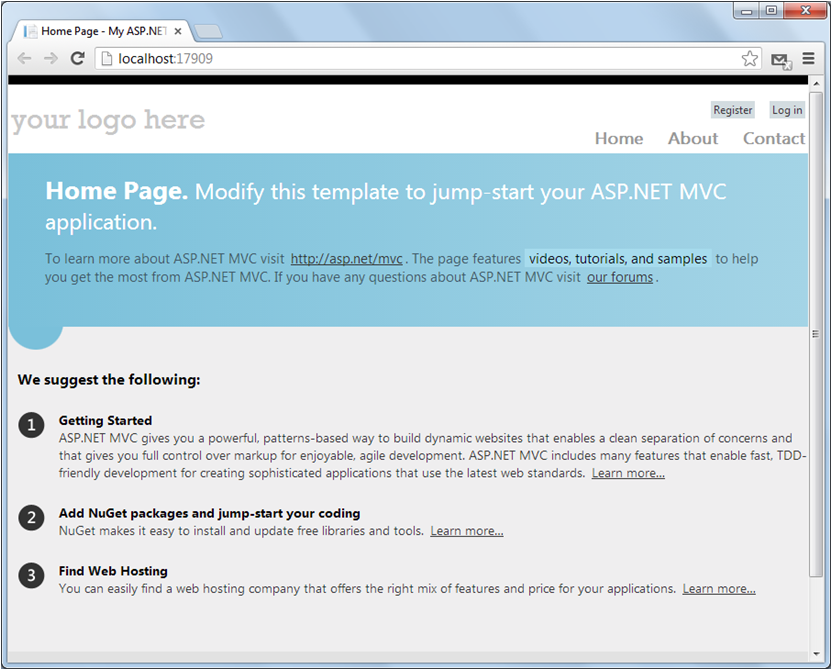 Home Page - My ASP.NET
localhost:17909
your logo here
Register Log in
Home About Contact
Home Page. Modify this template to jump-start your ASP.NET MVC
application.
To learn more about ASP.NET MVC visit http://asp.net/mvc. The page features videos, tutorials, and samples to help
you get the most from ASP.NET MVC. If you have any questions about ASP.NET MVC visit our forums.
We suggest the following:
1 Getting Started
ASP.NET MVC gives you a powerful, patterns-based way to build dynamic websites that enables a clean separation of concerns and
that gives you full control over markup for enjoyable, agile development. ASP.NET MVC includes many features that enable fast, TDD-
friendly development for creating sophisticated applications that use the latest web standards. Learn more...
2 Add NuGet packages and jump-start your coding
NuGet makes it easy to install and update free libraries and tools. Learn more...
3 Find Web Hosting
You can easily find a web hosting company that offers the right mix of features and price for your applications. Learn more...